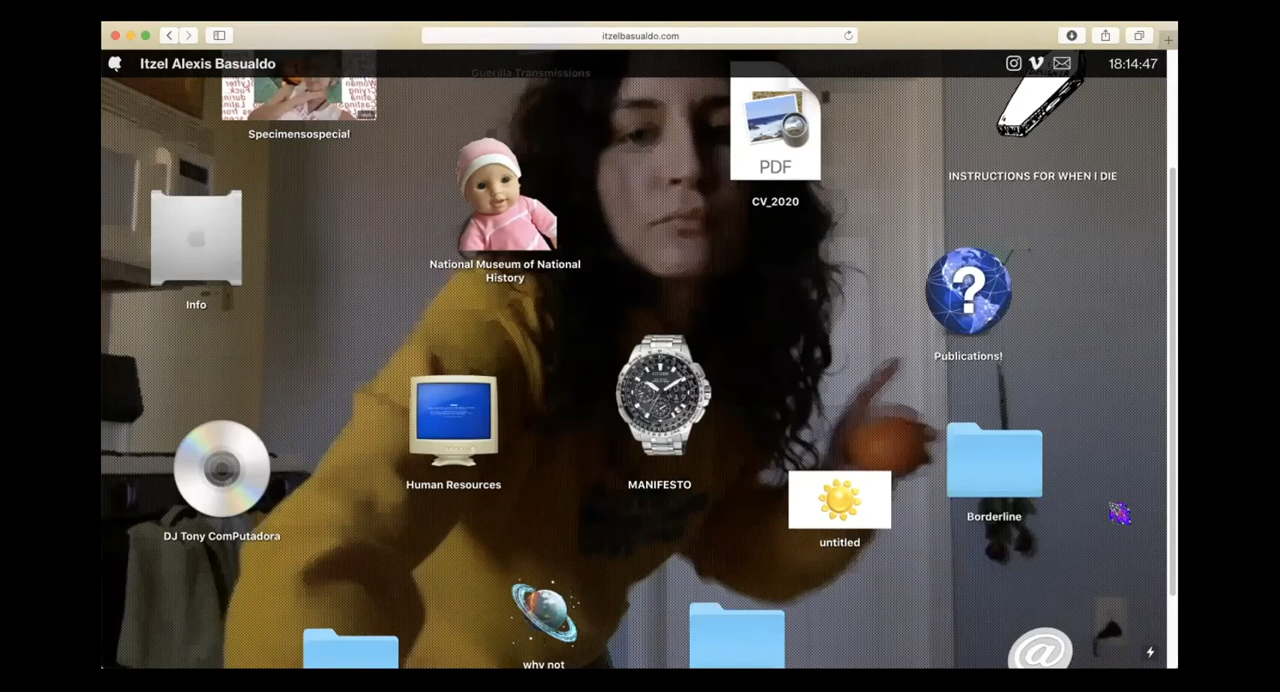 itzelbasualdo.com
Itzel Alexis Basualdo
18:14:47
Guerilla Transmissions
Specimensospecial
PDF
CV_2020
INSTRUCTIONS FOR WHEN I DIE
National Museum of National
History
Info
?
Publications!
Human Resources
MANIFESTO
untitled
Borderline
DJ Tony ComPutadora
why not
@